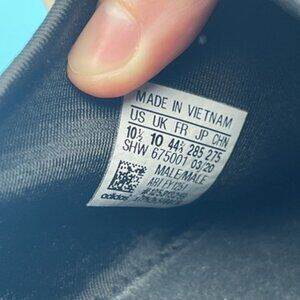 MADE IN VIETNAM
US UK FR JP CHN
10½ 10 44⅔ 285 275
SHW 675001 03/20
MALE/MALE
adidas